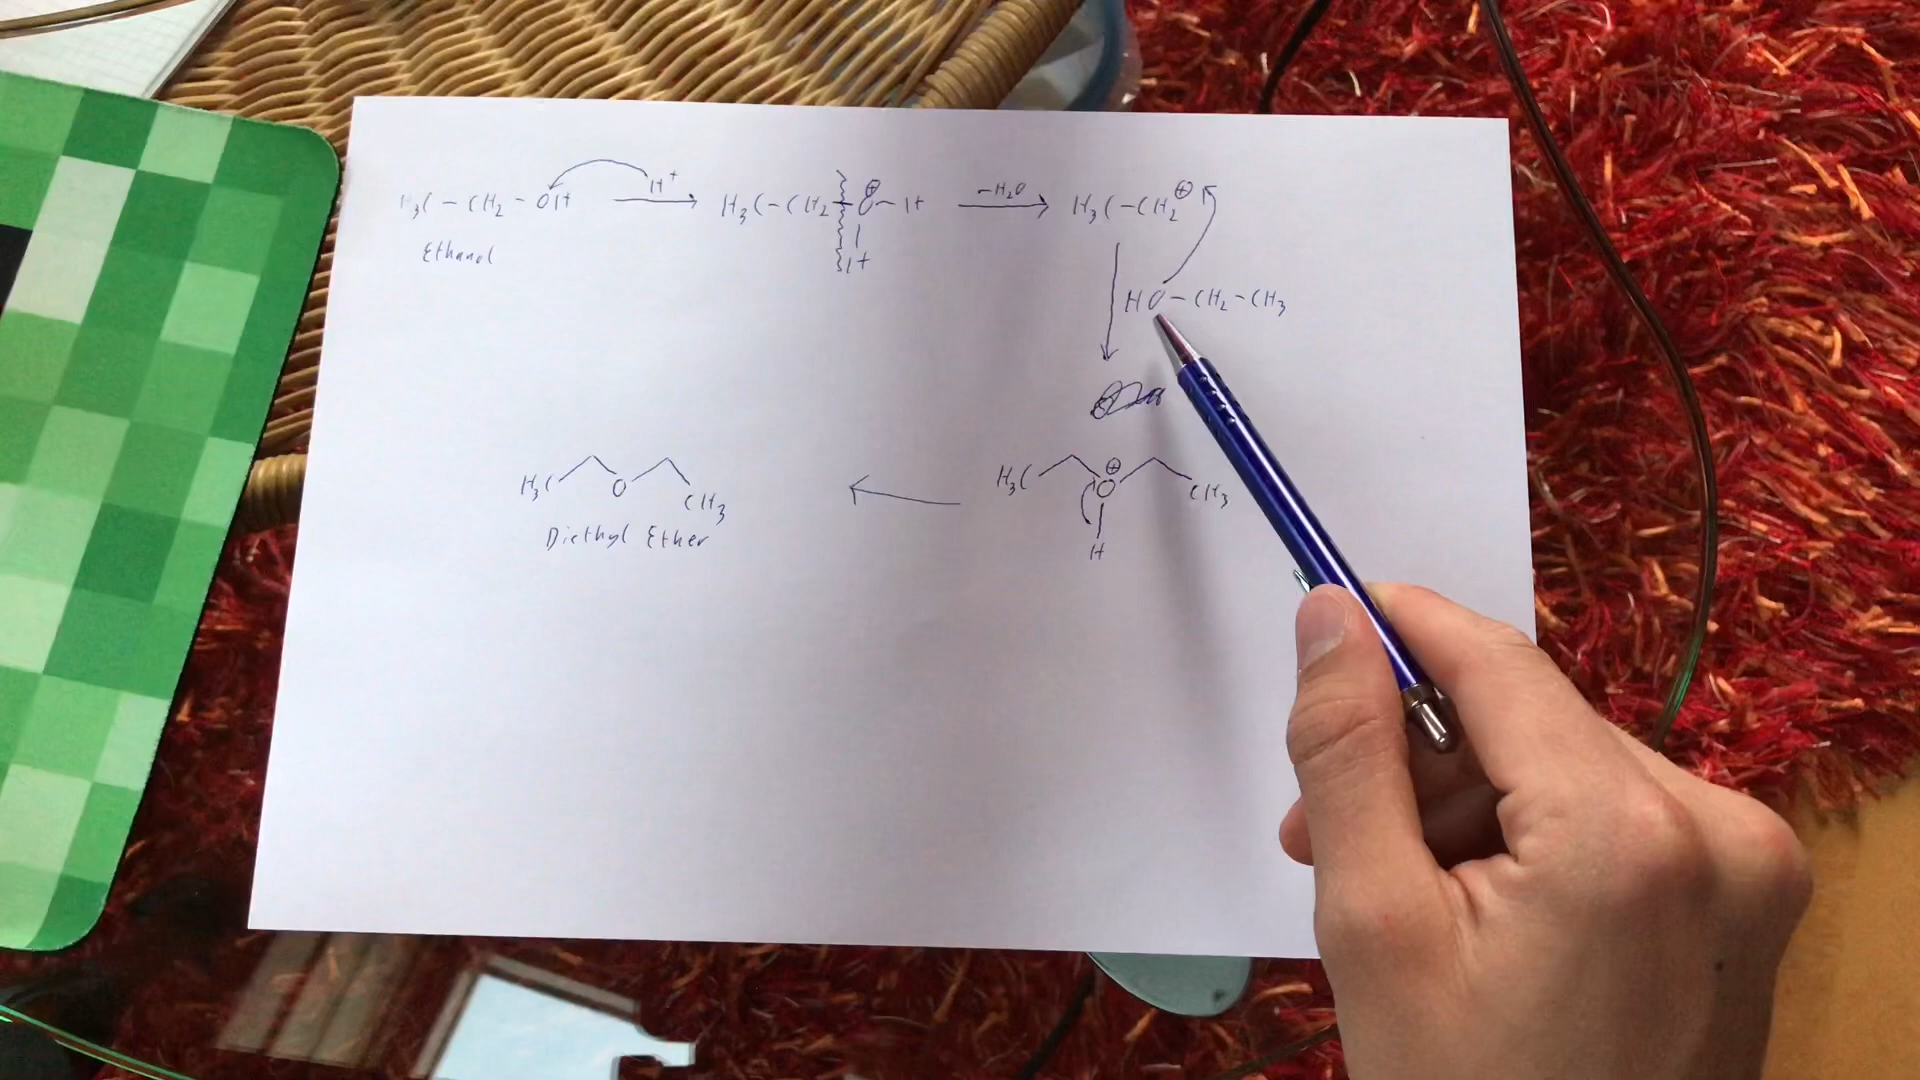 H₃C – CH₂ – OH H⁺ H₃C – CH₂ – O⊕ – H –H₂O H₃C – CH₂⊕
H
Ethanol
HO – CH₂ – CH₃
H₃C O CH₃ H₃C O⊕ CH₃
Diethyl Ether H